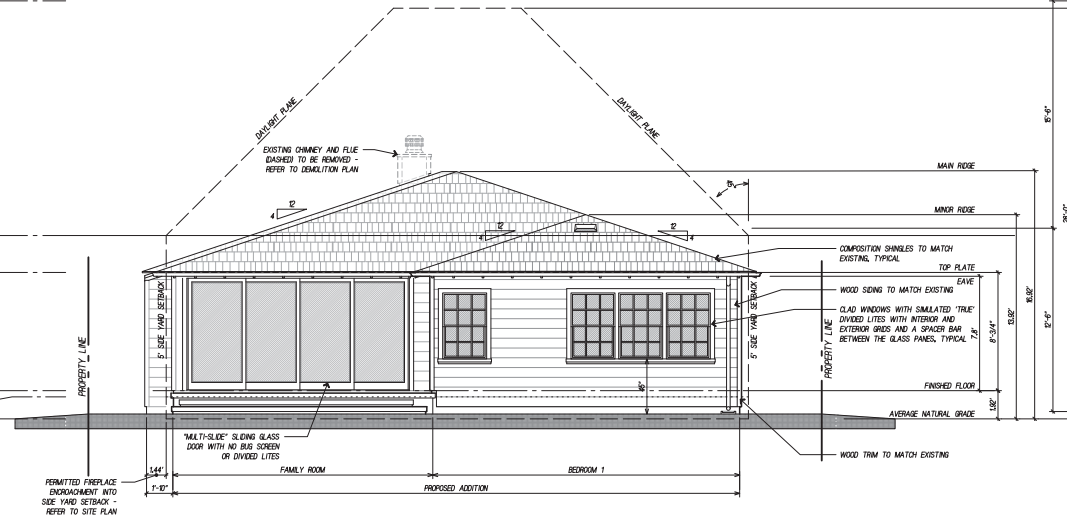 DAYLIGHT PLANE
DAYLIGHT PLANE
EXISTING CHIMNEY AND FLUE
(DASHED) TO BE REMOVED -
REFER TO DEMOLITION PLAN
12
4
12
4
12
4
MAIN RIDGE
MINOR RIDGE
COMPOSITION SHINGLES TO MATCH
EXISTING, TYPICAL
TOP PLATE
EAVE
WOOD SIDING TO MATCH EXISTING
CLAD WINDOWS WITH SIMULATED 'TRUE'
DIVIDED LITES WITH INTERIOR AND
EXTERIOR GRIDS AND A SPACER BAR
BETWEEN THE GLASS PANES, TYPICAL
PROPERTY LINE
5' SIDE YARD SETBACK
5' SIDE YARD SETBACK
PROPERTY LINE
46"
7.8'
8'-3/4"
1.92'
13.92'
16.92'
15'-6"
12'-6"
FINISHED FLOOR
AVERAGE NATURAL GRADE
"MULTI-SLIDE" SLIDING GLASS
DOOR WITH NO BUG SCREEN
OR DIVIDED LITES
WOOD TRIM TO MATCH EXISTING
1.44'
FAMILY ROOM
BEDROOM 1
1'-10"
PROPOSED ADDITION
PERMITTED FIREPLACE
ENCROACHMENT INTO
SIDE YARD SETBACK -
REFER TO SITE PLAN